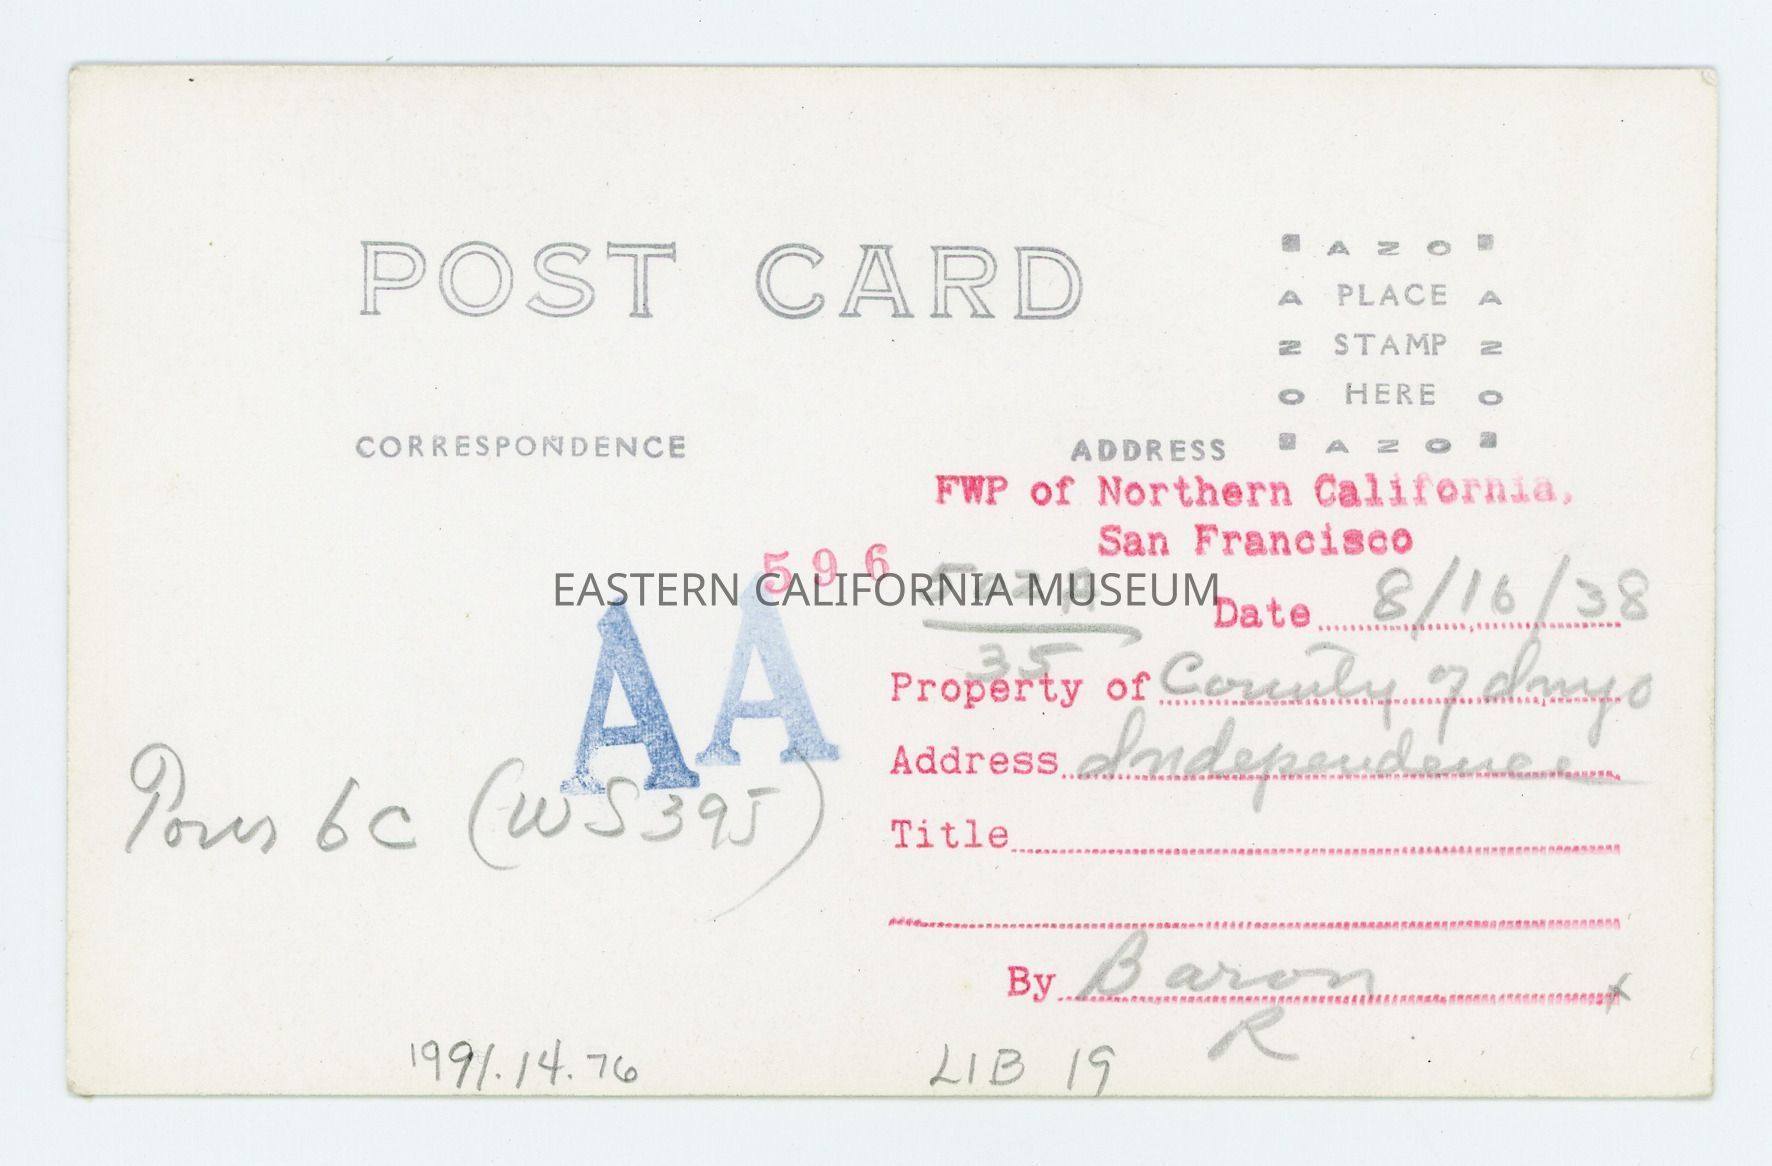 POST CARD
AZO
A PLACE A
Z STAMP Z
O HERE O
AZO
CORRESPONDENCE
ADDRESS
FWP of Northern California,
San Francisco
596
EASTERN CALIFORNIA MUSEUM
Date 8/16/38
35
Property of County of Inyo
AA
Address Independence
6C (WS395)
Title
By Baron x
R
1991.14.76
LIB 19